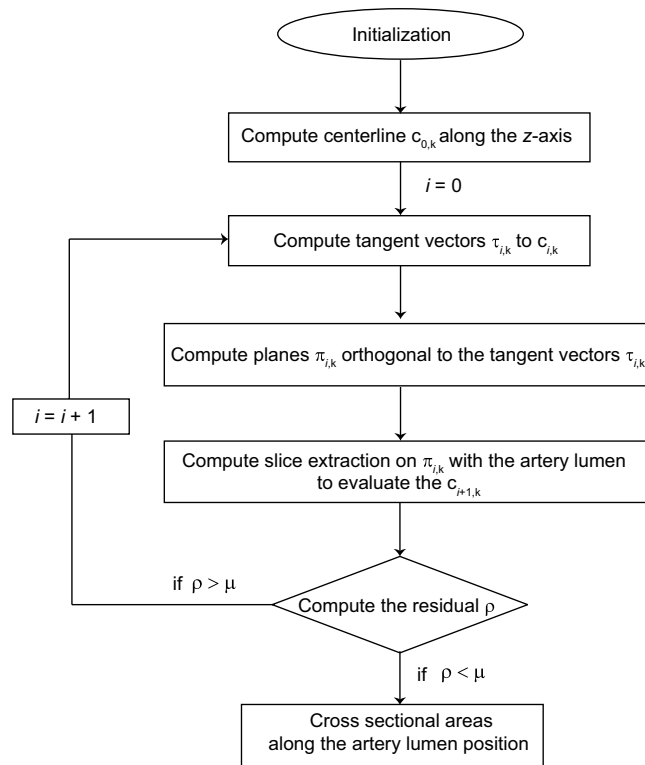 Initialization
Compute centerline c0,k along the z-axis
i = 0
Compute tangent vectors τi,k to ci,k
Compute planes πi,k orthogonal to the tangent vectors τi,k
i = i + 1
Compute slice extraction on πi,k with the artery lumen
to evaluate the ci+1,k
if ρ > μ
Compute the residual ρ
if ρ < μ
Cross sectional areas
along the artery lumen position